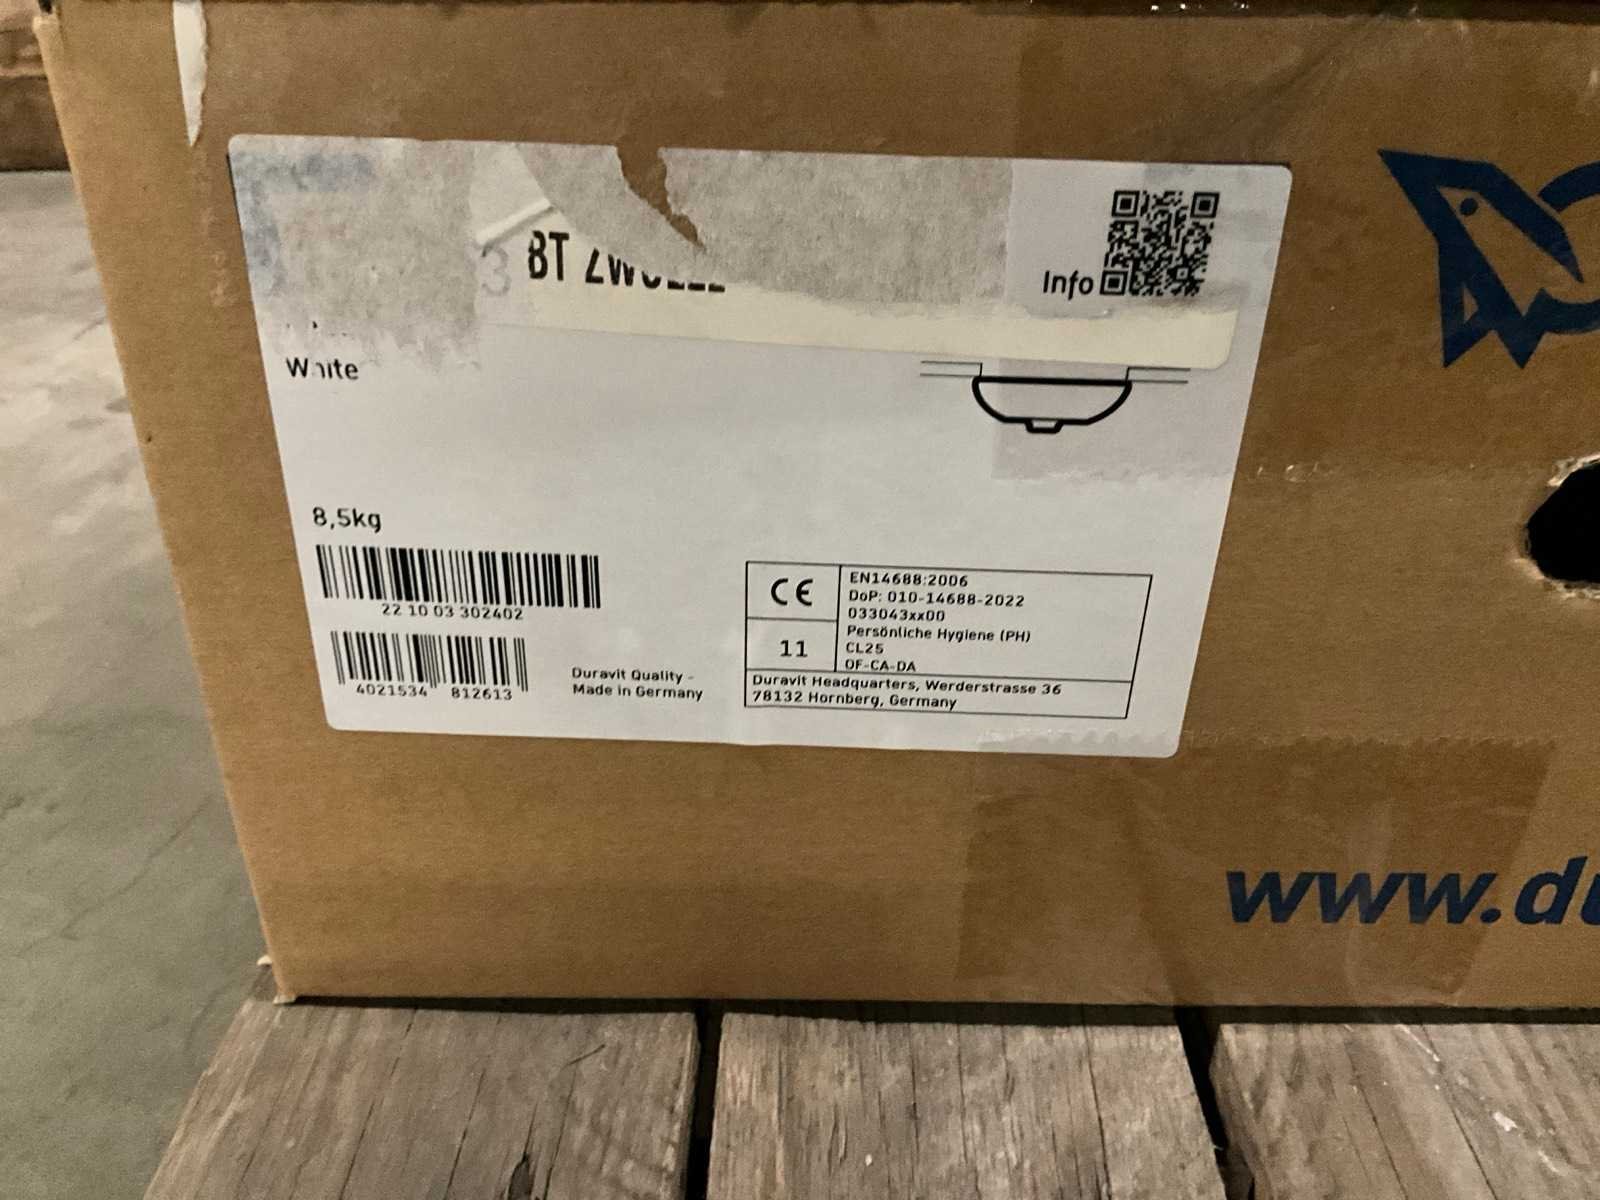 3 BT
Info
White
8,5kg
22 10 03 302402
4021534 812613
Duravit Quality -
Made in Germany
CE
11
EN14688:2006
DoP: 010-14688-2022
033043xx00
Persönliche Hygiene (PH)
CL25
OF-CA-DA
Duravit Headquarters, Werderstrasse 36
78132 Hornberg, Germany
www.du